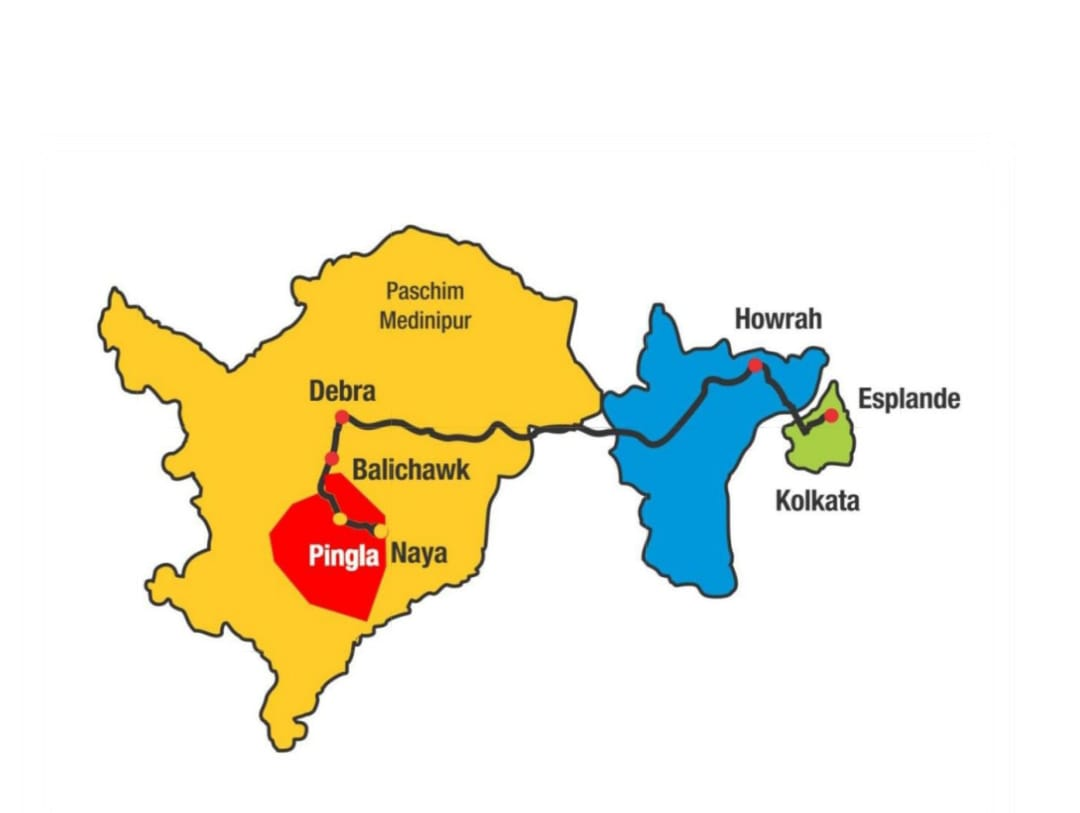 Paschim
Medinipur
Howrah
Debra
Esplande
Balichawk
Kolkata
Pingla
Naya